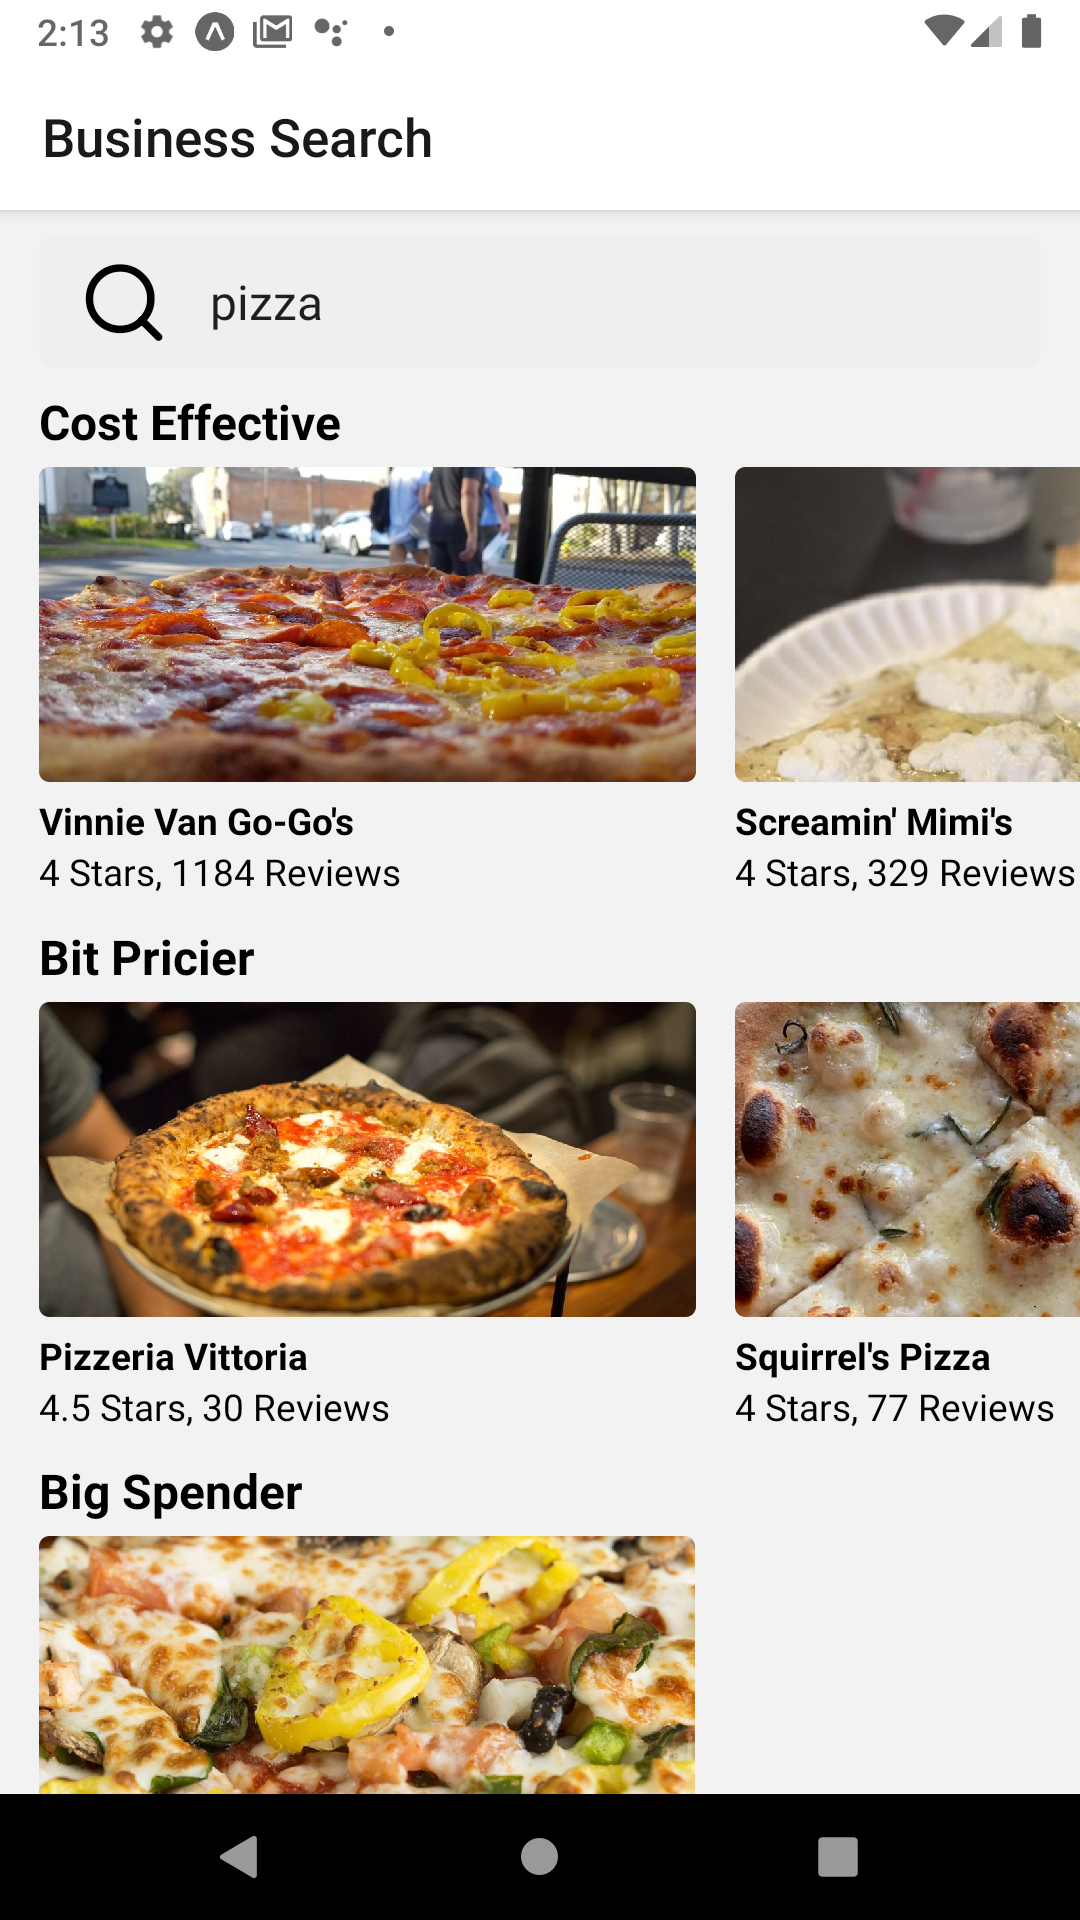 2:13
Business Search
pizza
Cost Effective
Vinnie Van Go-Go's
4 Stars, 1184 Reviews
Screamin' Mimi's
4 Stars, 329 Reviews
Bit Pricier
Pizzeria Vittoria
4.5 Stars, 30 Reviews
Squirrel's Pizza
4 Stars, 77 Reviews
Big Spender